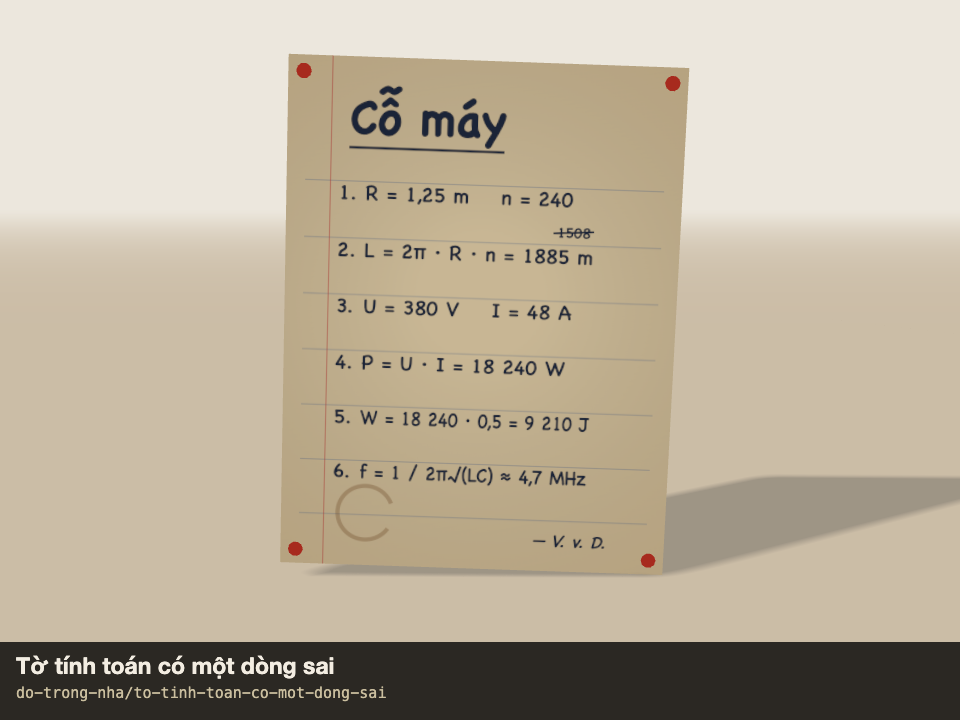 Cỗ máy
1. R = 1,25 m n = 240
1508
2. L = 2π · R · n = 1885 m
3. U = 380 V I = 48 A
4. P = U · I = 18 240 W
5. W = 18 240 · 0,5 = 9 210 J
6. f = 1 / 2π√(LC) ≈ 4,7 MHz
— V. v. D.
Tờ tính toán có một dòng sai
do-trong-nha/to-tinh-toan-co-mot-dong-sai